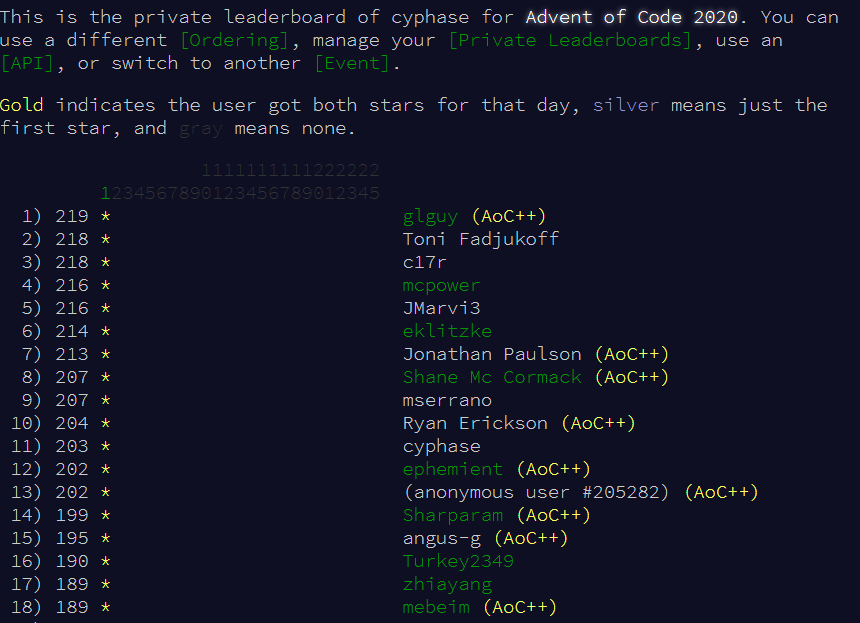 This is the private leaderboard of cyphase for Advent of Code 2020. You can
use a different [Ordering], manage your [Private Leaderboards], use an
[API], or switch to another [Event].
Gold indicates the user got both stars for that day, silver means just the
first star, and gray means none.
1111111111222222
1234567890123456789012345
1) 219 * glguy (AoC++)
2) 218 * Toni Fadjukoff
3) 218 * c17r
4) 216 * mcpower
5) 216 * JMarvi3
6) 214 * eklitzke
7) 213 * Jonathan Paulson (AoC++)
8) 207 * Shane Mc Cormack (AoC++)
9) 207 * mserrano
10) 204 * Ryan Erickson (AoC++)
11) 203 * cyphase
12) 202 * ephemient (AoC++)
13) 202 * (anonymous user #205282) (AoC++)
14) 199 * Sharparam (AoC++)
15) 195 * angus-g (AoC++)
16) 190 * Turkey2349
17) 189 * zhiayang
18) 189 * mebeim (AoC++)